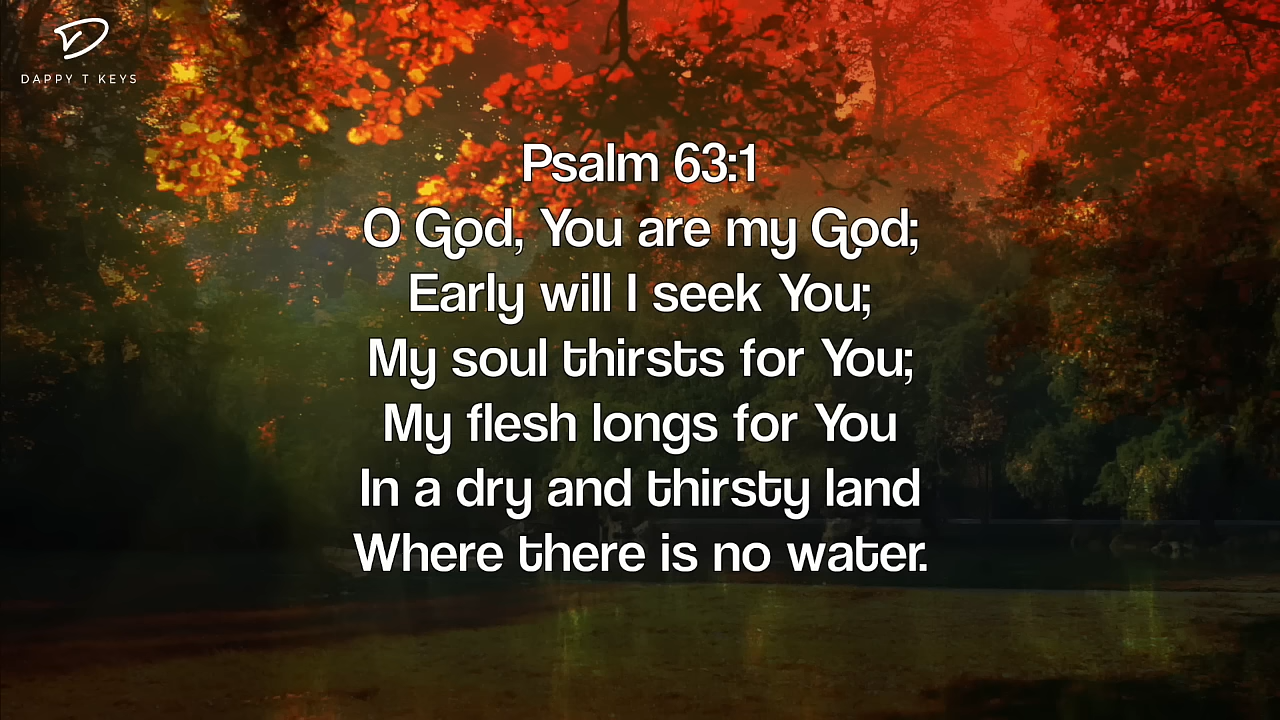 DAPPY T KEYS
Psalm 63:1
O God, You are my God;
Early will I seek You;
My soul thirsts for You;
My flesh longs for You
In a dry and thirsty land
Where there is no water.